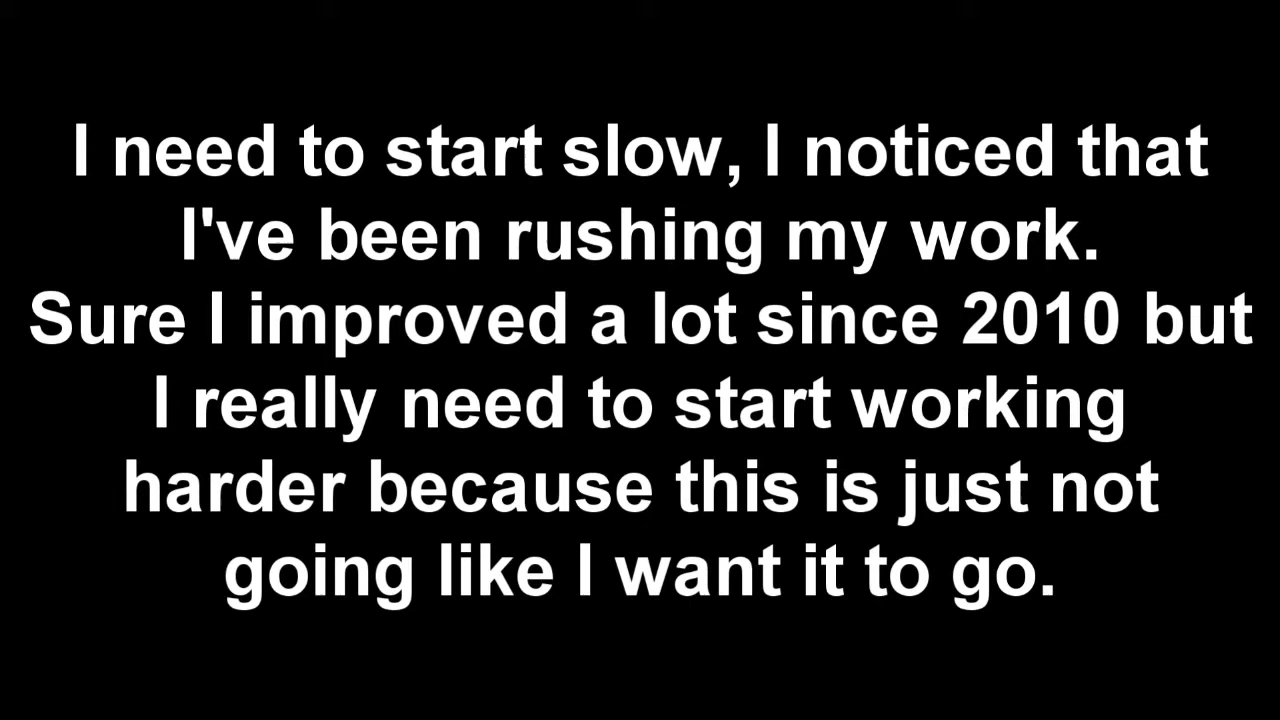 I need to start slow, I noticed that
I've been rushing my work.
Sure I improved a lot since 2010 but
I really need to start working
harder because this is just not
going like I want it to go.